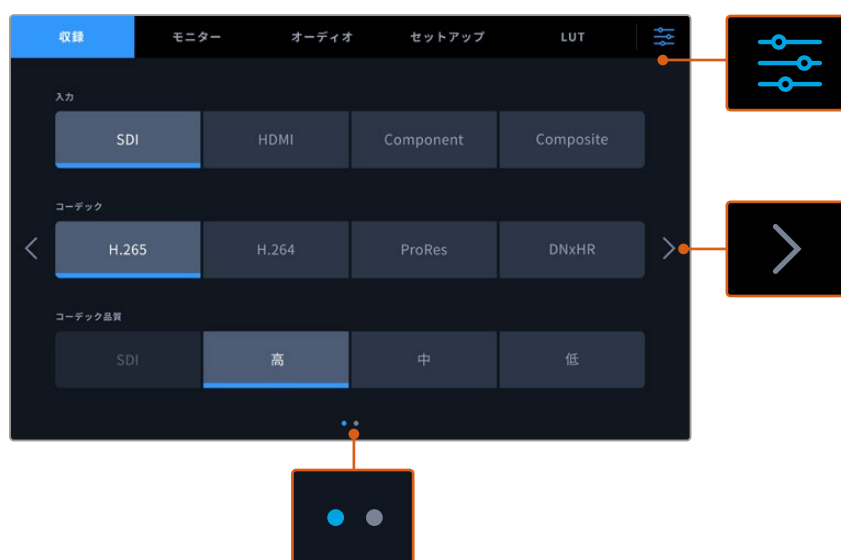 収録 モニター オーディオ セットアップ LUT
入力
SDI HDMI Component Composite
コーデック
H.265 H.264 ProRes DNxHR
コーデック品質
SDI 高 中 低